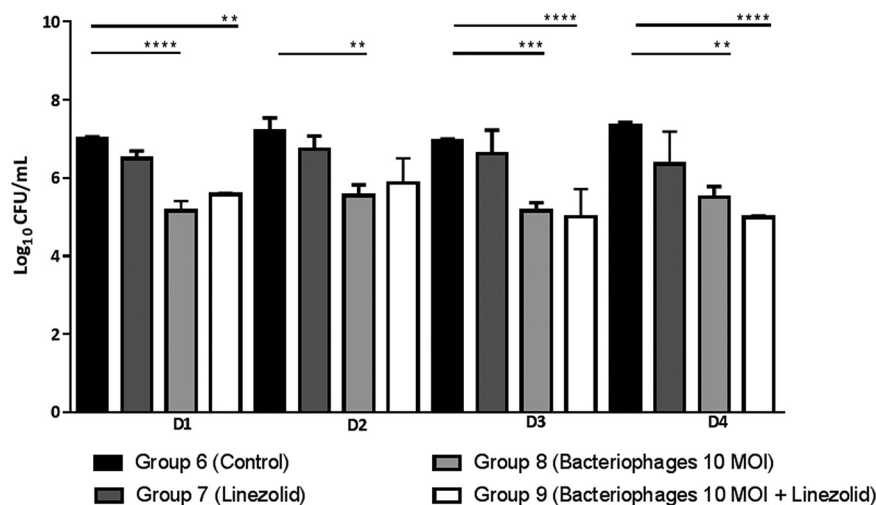 10
** **** ****
**** ** *** **
8
6
4
2
0
Log10 CFU/mL
D1 D2 D3 D4
Group 6 (Control) Group 8 (Bacteriophages 10 MOI)
Group 7 (Linezolid) Group 9 (Bacteriophages 10 MOI + Linezolid)